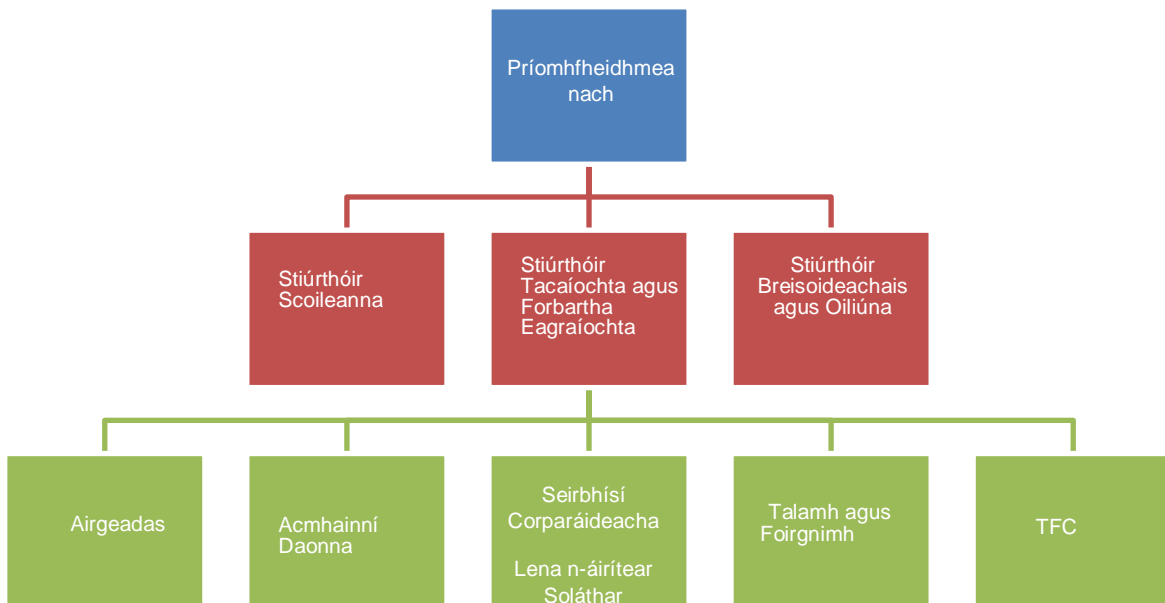 Príomhfheidhmea
nach
Stiúrthóir
Scoileanna
Stiúrthóir
Tacaíochta agus
Forbartha
Eagraíochta
Stiúrthóir
Breisoideachais
agus Oiliúna
Airgeadas
Acmhainní
Daonna
Seirbhísí
Corparáideacha
Lena n-áirítear
Soláthar
Talamh agus
Foirgnimh
TFC